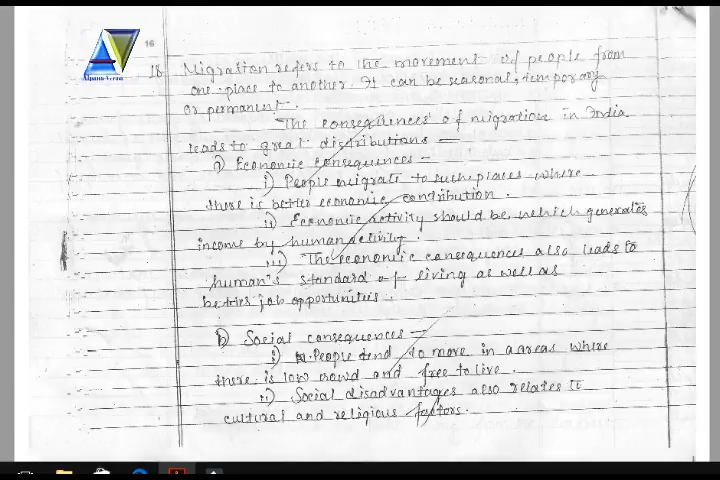 16
Alpana Verma
18. Migration refers to the movement of people from
one place to another. It can be seasonal, temporary
or permanent.
The consequences of migration in India
leads to great distributions —
a) Economic consequences –
i) People migrate to such places where
there is better economic contribution.
ii) Economic activity should be which generates
income by human activity.
iii) The economic consequences also leads to
human's standard of living as well as
better job opportunities.
b) Social consequences —
i) People tend to move in a areas where
there is low crowd and free to live.
ii) Social disadvantages also relates to
cultural and religious factors.